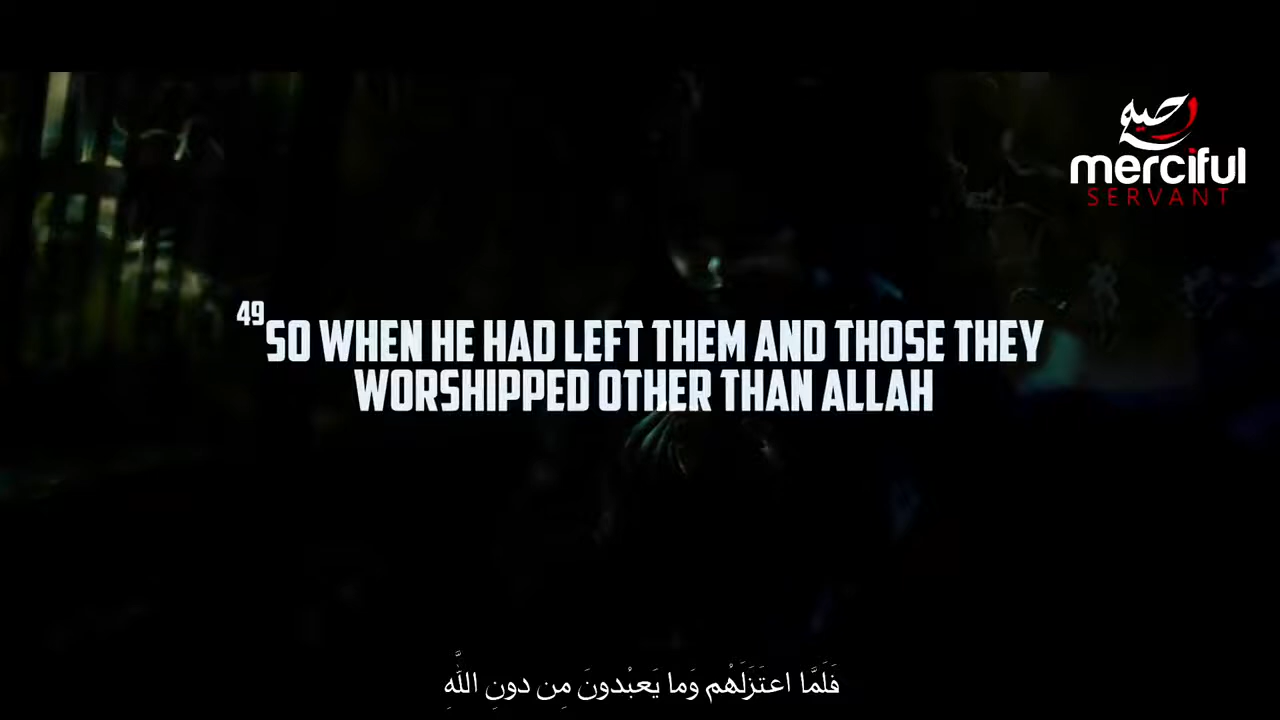 رحيم
merciful
SERVANT
49 SO WHEN HE HAD LEFT THEM AND THOSE THEY
WORSHIPPED OTHER THAN ALLAH
فَلَمَّا اعتَزَلَهُم وَما يَعبُدونَ مِن دونِ اللَّهِ